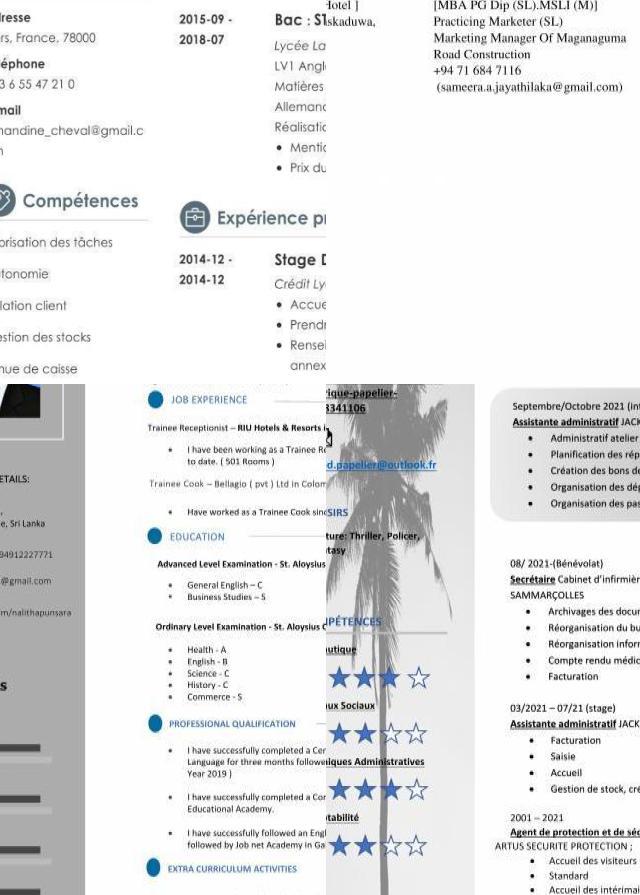 resse
rs, France, 78000
éphone
3 6 55 47 21 0
mail
nandine_cheval@gmail.c
Compétences
orisation des tâches
tonomie
lation client
estion des stocks
nue de caisse
2015-09 -
2018-07
Bac : S
Lycée La
LV1 Angl
Matières
Allemand
Réalisatio
• Mentio
• Prix du
Expérience p
2014-12 -
2014-12
Stage D
Crédit Ly
• Accue
• Prendr
• Rensei
annex
Hotel ]
skaduwa,
[MBA PG Dip (SL).MSLI (M)]
Practicing Marketer (SL)
Marketing Manager Of Maganaguma
Road Construction
+94 71 684 7116
(sameera.a.jayathilaka@gmail.com)
ETAILS:
e, Sri Lanka
94912227771
@gmail.com
m/nalithapunsara
s
JOB EXPERIENCE
Trainee Receptionist – RIU Hotels & Resorts
• I have been working as a Trainee Re
to date. ( 501 Rooms )
Trainee Cook – Bellagio ( pvt ) Ltd in Colom
• Have worked as a Trainee Cook sinc
EDUCATION
Advanced Level Examination - St. Aloysius
• General English – C
• Business Studies – S
Ordinary Level Examination - St. Aloysius
• Health - A
• English - B
• Science - C
• History - C
• Commerce - S
PROFESSIONAL QUALIFICATION
• I have successfully completed a Cer
Language for three months followe
Year 2019 )
• I have successfully completed a Co
Educational Academy.
• I have successfully followed an Engl
followed by Job net Academy in Ga
EXTRA CURRICULUM ACTIVITIES
ique-papelier-
3341106
d.papelier@outlook.fr
SIRS
ture: Thriller, Policer,
tasy
PÉTENCES
utique
ux Sociaux
iques Administratives
tabilité
Septembre/Octobre 2021 (in
Assistante administratif JACK
• Administratif atelier
• Planification des rép
• Création des bons de
• Organisation des dé
• Organisation des pas
08/ 2021-(Bénévolat)
Secrétaire Cabinet d'infirmiè
SAMMARÇOLLES
• Archivages des docu
• Réorganisation du bu
• Réorganisation infor
• Compte rendu médic
• Facturation
03/2021 – 07/21 (stage)
Assistante administratif JACK
• Facturation
• Saisie
• Accueil
• Gestion de stock, cré
2001 – 2021
Agent de protection et de séc
ARTUS SECURITE PROTECTION ;
• Accueil des visiteurs
• Standard
• Accueil des intérima